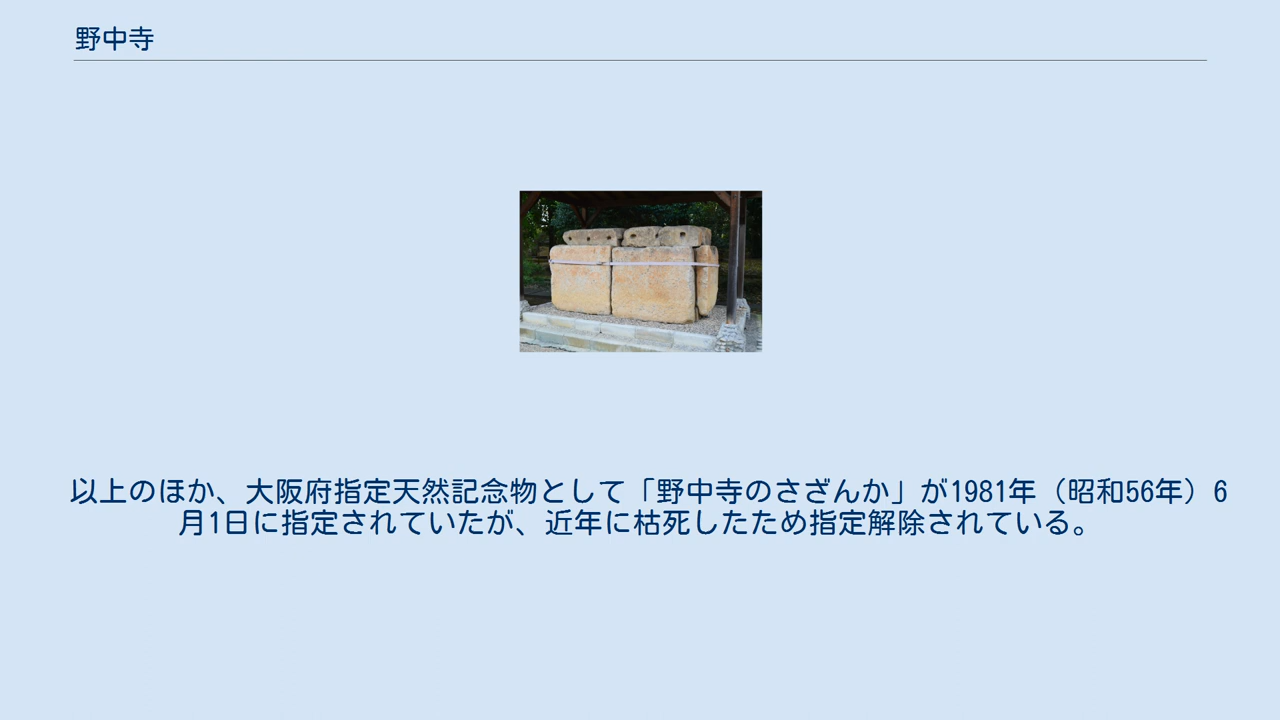 野中寺
以上のほか、大阪府指定天然記念物として「野中寺のさざんか」が1981年（昭和56年）6
月1日に指定されていたが、近年に枯死したため指定解除されている。